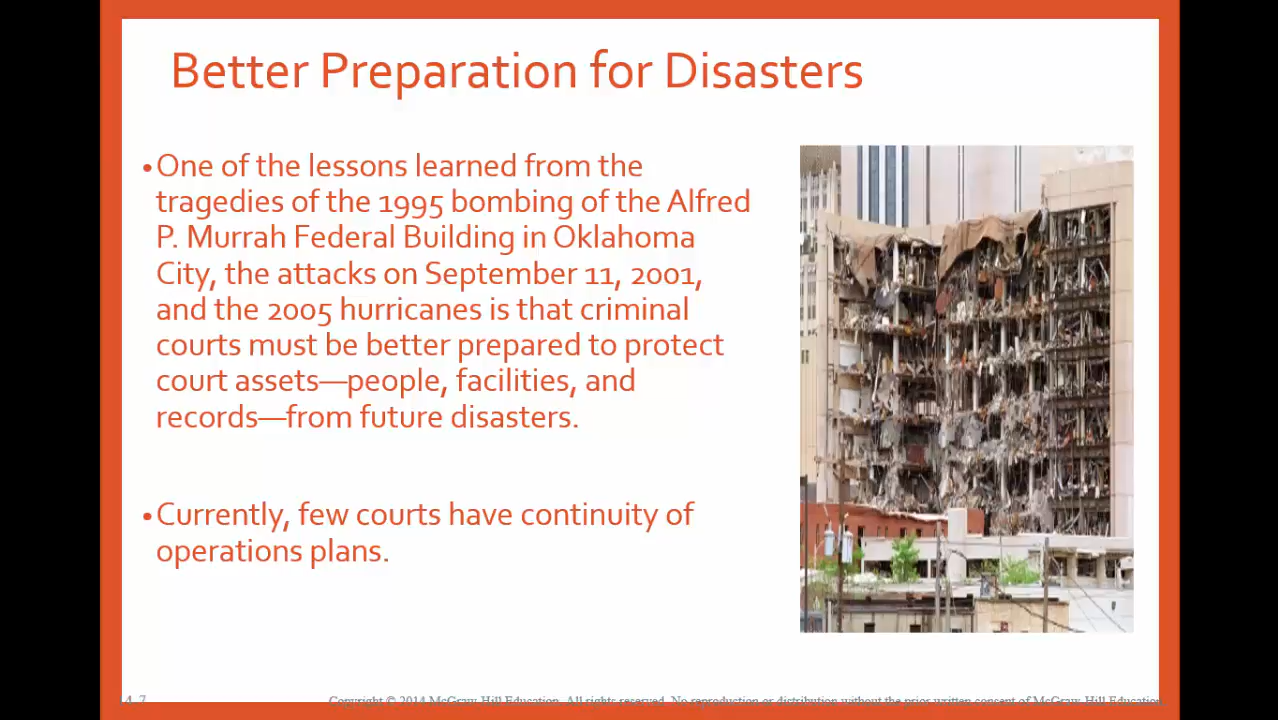 Better Preparation for Disasters
•One of the lessons learned from the
tragedies of the 1995 bombing of the Alfred
P. Murrah Federal Building in Oklahoma
City, the attacks on September 11, 2001,
and the 2005 hurricanes is that criminal
courts must be better prepared to protect
court assets—people, facilities, and
records—from future disasters.
•Currently, few courts have continuity of
operations plans.
Copyright © 2014 McGraw-Hill Education. All rights reserved. No reproduction or distribution without the prior written consent of McGraw-Hill Education.